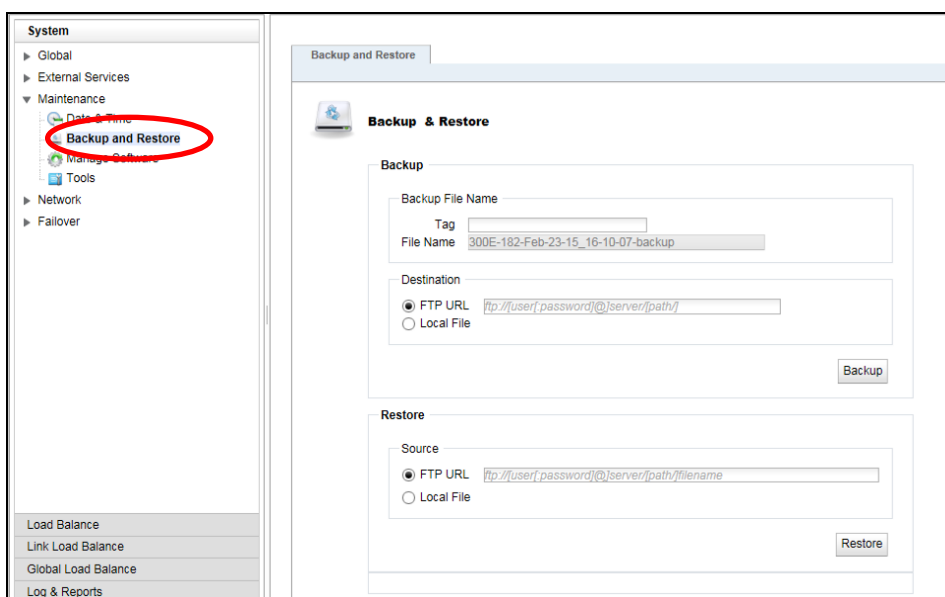 System
Global
External Services
Maintenance
Date & Time
Backup and Restore
Manage Software
Tools
Network
Failover
Load Balance
Link Load Balance
Global Load Balance
Log & Reports
Backup and Restore
Backup & Restore
Backup
Backup File Name
Tag
File Name 300E-182-Feb-23-15_16-10-07-backup
Destination
FTP URL ftp://[user[:password]@]server/[path/]
Local File
Backup
Restore
Source
FTP URL ftp://[user[:password]@]server/[path/]filename
Local File
Restore